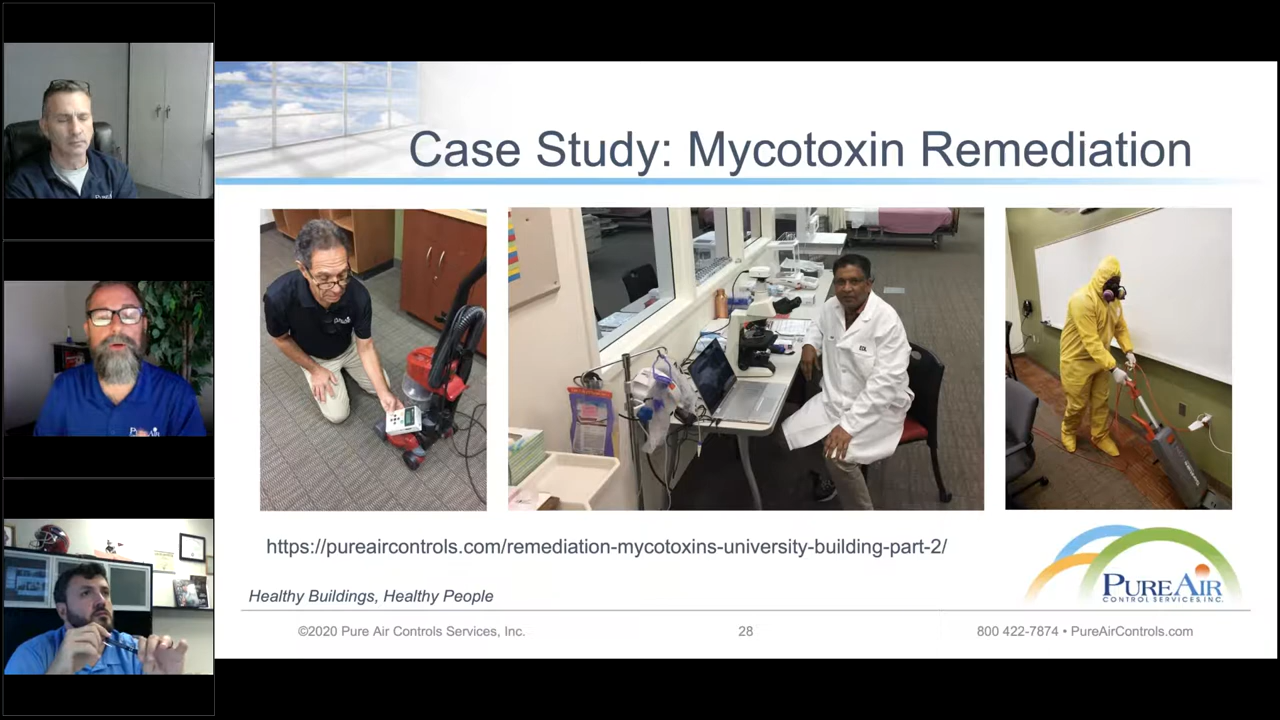 Case Study: Mycotoxin Remediation
https://pureaircontrols.com/remediation-mycotoxins-university-building-part-2/
PUREAIR
CONTROL SERVICES, INC.
Healthy Buildings, Healthy People
©2020 Pure Air Controls Services, Inc.
28
800 422-7874 • PureAirControls.com